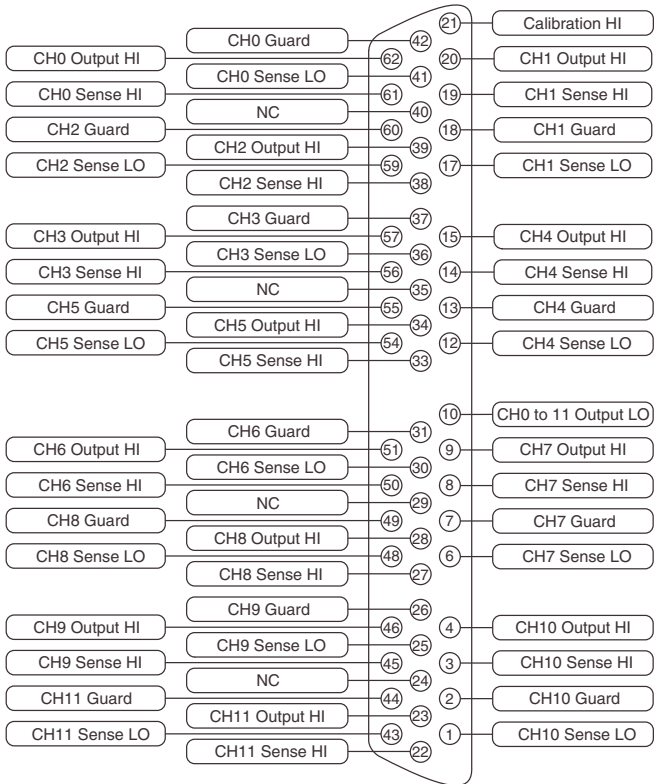 21 Calibration HI
CH0 Guard 42
CH0 Output HI 62 20 CH1 Output HI
CH0 Sense LO 41
CH0 Sense HI 61 19 CH1 Sense HI
NC 40
CH2 Guard 60 18 CH1 Guard
CH2 Output HI 39
CH2 Sense LO 59 17 CH1 Sense LO
CH2 Sense HI 38
CH3 Guard 37
CH3 Output HI 57 15 CH4 Output HI
CH3 Sense LO 36
CH3 Sense HI 56 14 CH4 Sense HI
NC 35
CH5 Guard 55 13 CH4 Guard
CH5 Output HI 34
CH5 Sense LO 54 12 CH4 Sense LO
CH5 Sense HI 33
10 CH0 to 11 Output LO
CH6 Guard 31
CH6 Output HI 51 9 CH7 Output HI
CH6 Sense LO 30
CH6 Sense HI 50 8 CH7 Sense HI
NC 29
CH8 Guard 49 7 CH7 Guard
CH8 Output HI 28
CH8 Sense LO 48 6 CH7 Sense LO
CH8 Sense HI 27
CH9 Guard 26
CH9 Output HI 46 4 CH10 Output HI
CH9 Sense LO 25
CH9 Sense HI 45 3 CH10 Sense HI
NC 24
CH11 Guard 44 2 CH10 Guard
CH11 Output HI 23
CH11 Sense LO 43 1 CH10 Sense LO
CH11 Sense HI 22